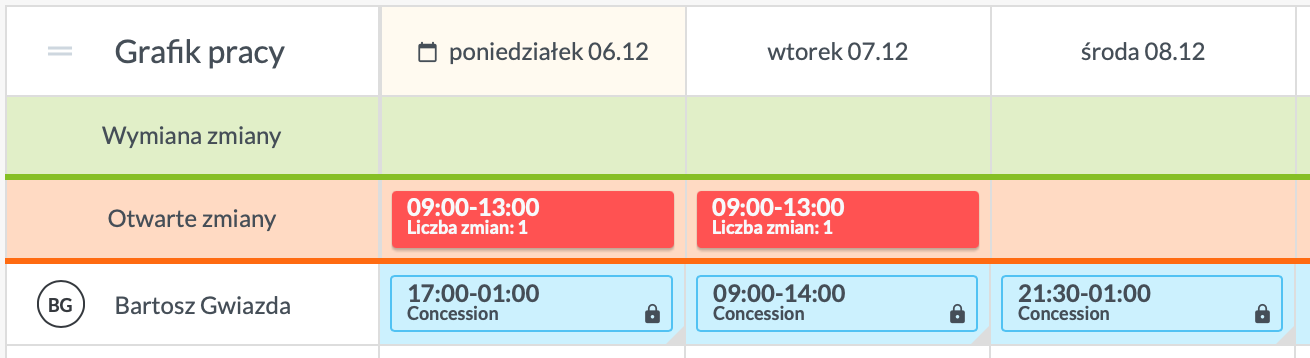 Grafik pracy
poniedziałek 06.12
wtorek 07.12
środa 08.12
Wymiana zmiany
Otwarte zmiany
09:00-13:00
Liczba zmian: 1
09:00-13:00
Liczba zmian: 1
BG
Bartosz Gwiazda
17:00-01:00
Concession
09:00-14:00
Concession
21:30-01:00
Concession